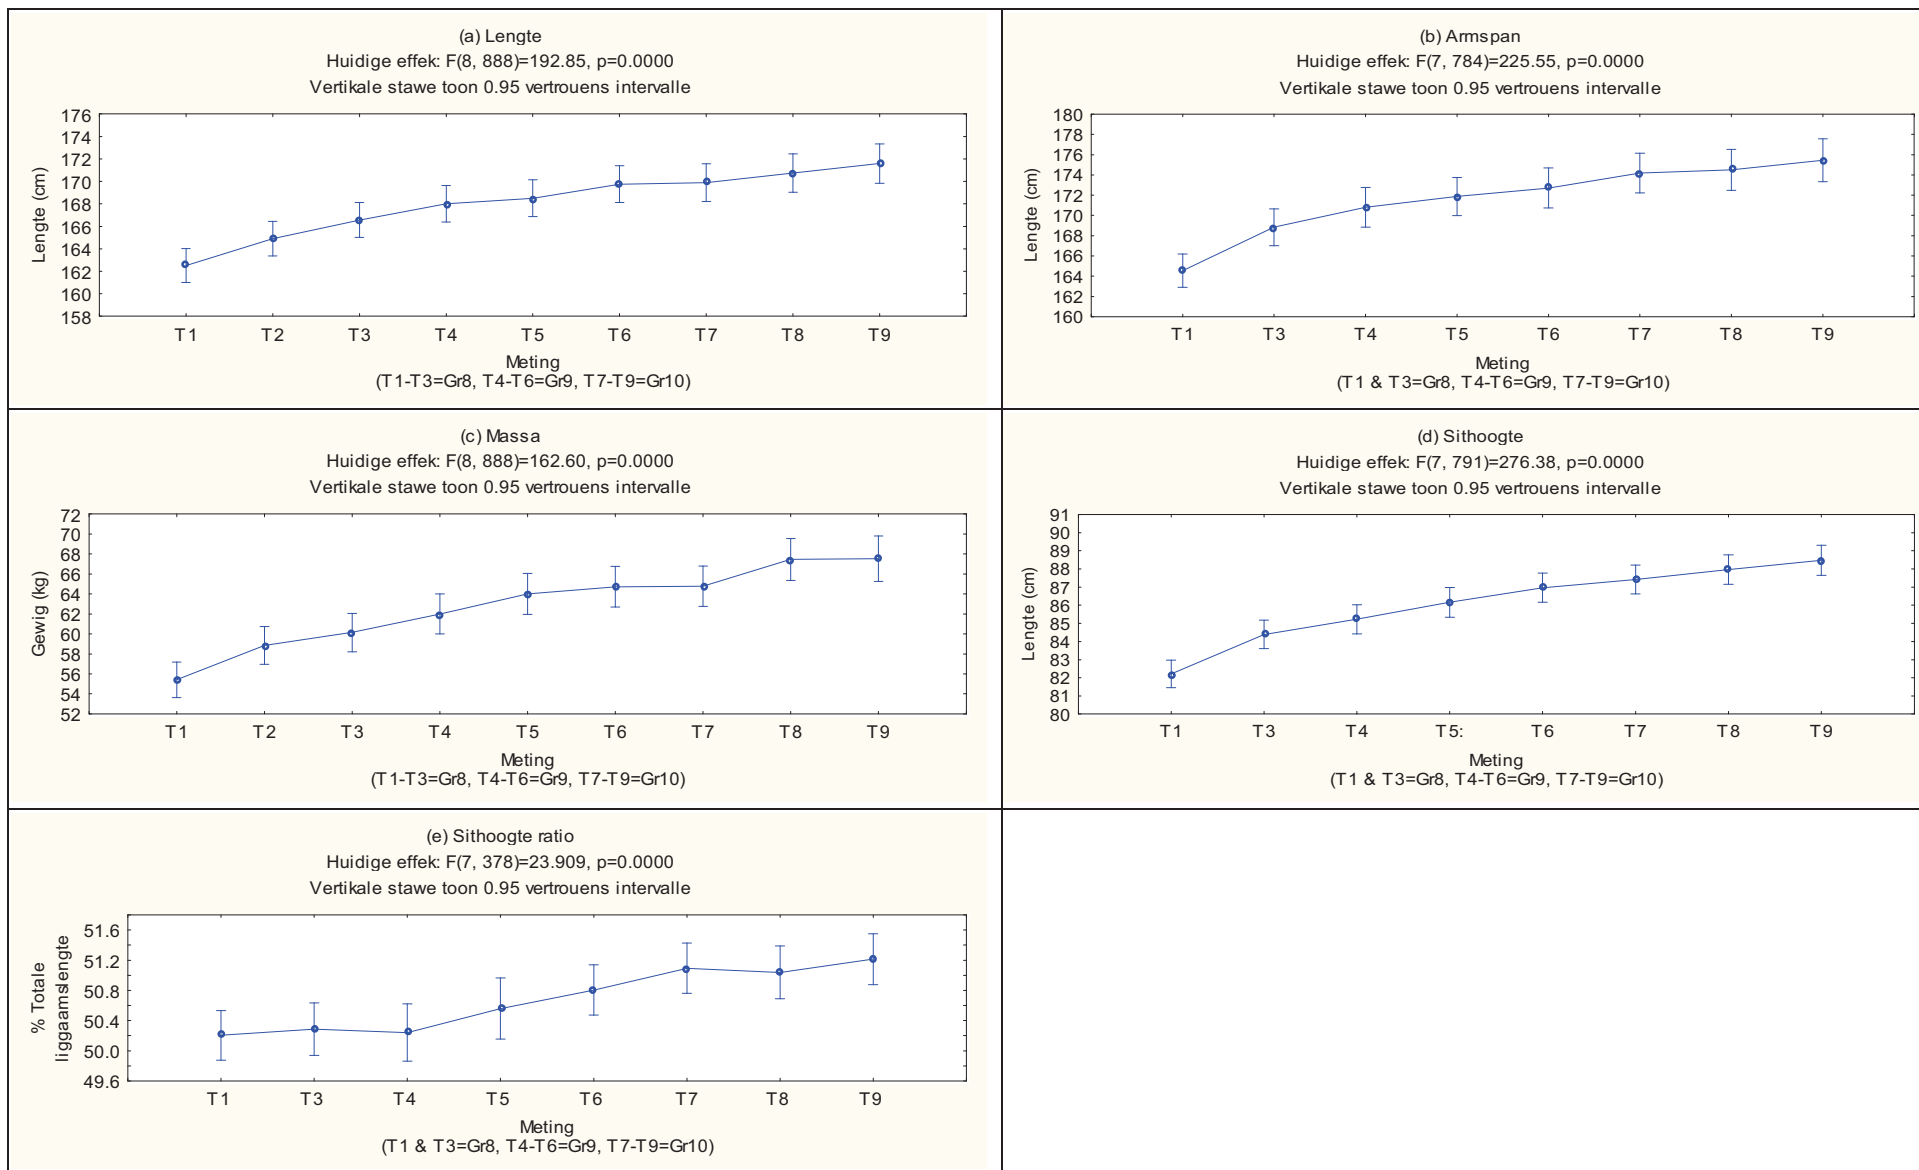 (a) Lengte
Huidige effek: F(8, 888)=192.85, p=0.0000
Vertikale stawe toon 0.95 vertrouens intervalle
Lengte (cm)
176
174
172
170
168
166
164
162
160
158
T1 T2 T3 T4 T5 T6 T7 T8 T9
Meting
(T1-T3=Gr8, T4-T6=Gr9, T7-T9=Gr10)
(b) Armspan
Huidige effek: F(7, 784)=225.55, p=0.0000
Vertikale stawe toon 0.95 vertrouens intervalle
Lengte (cm)
180
178
176
174
172
170
168
166
164
162
160
T1 T3 T4 T5 T6 T7 T8 T9
Meting
(T1 & T3=Gr8, T4-T6=Gr9, T7-T9=Gr10)
(c) Massa
Huidige effek: F(8, 888)=162.60, p=0.0000
Vertikale stawe toon 0.95 vertrouens intervalle
Gewig (kg)
72
70
68
66
64
62
60
58
56
54
52
T1 T2 T3 T4 T5 T6 T7 T8 T9
Meting
(T1-T3=Gr8, T4-T6=Gr9, T7-T9=Gr10)
(d) Sithoogte
Huidige effek: F(7, 791)=276.38, p=0.0000
Vertikale stawe toon 0.95 vertrouens intervalle
Lengte (cm)
91
90
89
88
87
86
85
84
83
82
81
80
T1 T3 T4 T5: T6 T7 T8 T9
Meting
(T1 & T3=Gr8, T4-T6=Gr9, T7-T9=Gr10)
(e) Sithoogte ratio
Huidige effek: F(7, 378)=23.909, p=0.0000
Vertikale stawe toon 0.95 vertrouens intervalle
% Totale
liggaamslengte
51.6
51.2
50.8
50.4
50.0
49.6
T1 T3 T4 T5 T6 T7 T8 T9
Meting
(T1 & T3=Gr8, T4-T6=Gr9, T7-T9=Gr10)